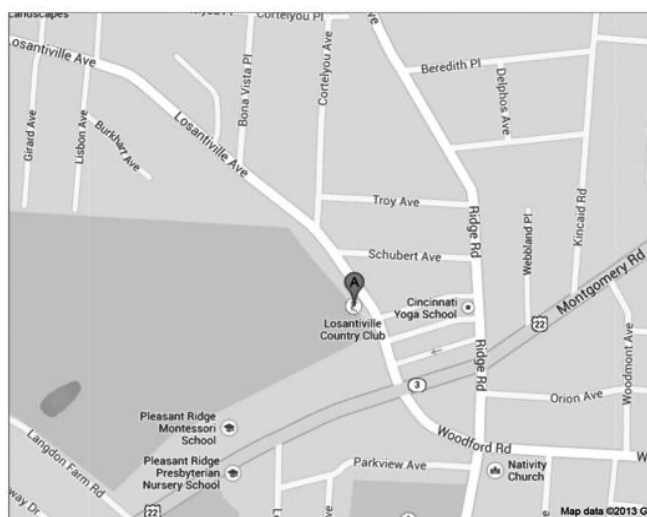 Landscapes
Cortelyou Pl
Losantiville Ave
Bona Vista Pl
Cortelyou Ave
Beredith Pl
Delphos Ave
Girard Ave
Lisbon Ave
Burkhart Ave
Losantiville Ave
Kincaid Rd
Troy Ave
Ridge Rd
Webbland Pl
Schubert Ave
Montgomery Rd
A
Losantiville
Country Club
Cincinnati
Yoga School
22
Ridge Rd
Woodmont Ave
3
Orion Ave
Pleasant Ridge
Montessori
School
Woodford Rd
Langdon Farm Rd
Pleasant Ridge
Presbyterian
Nursery School
Parkview Ave
Nativity
Church
22
Map data ©2013 G